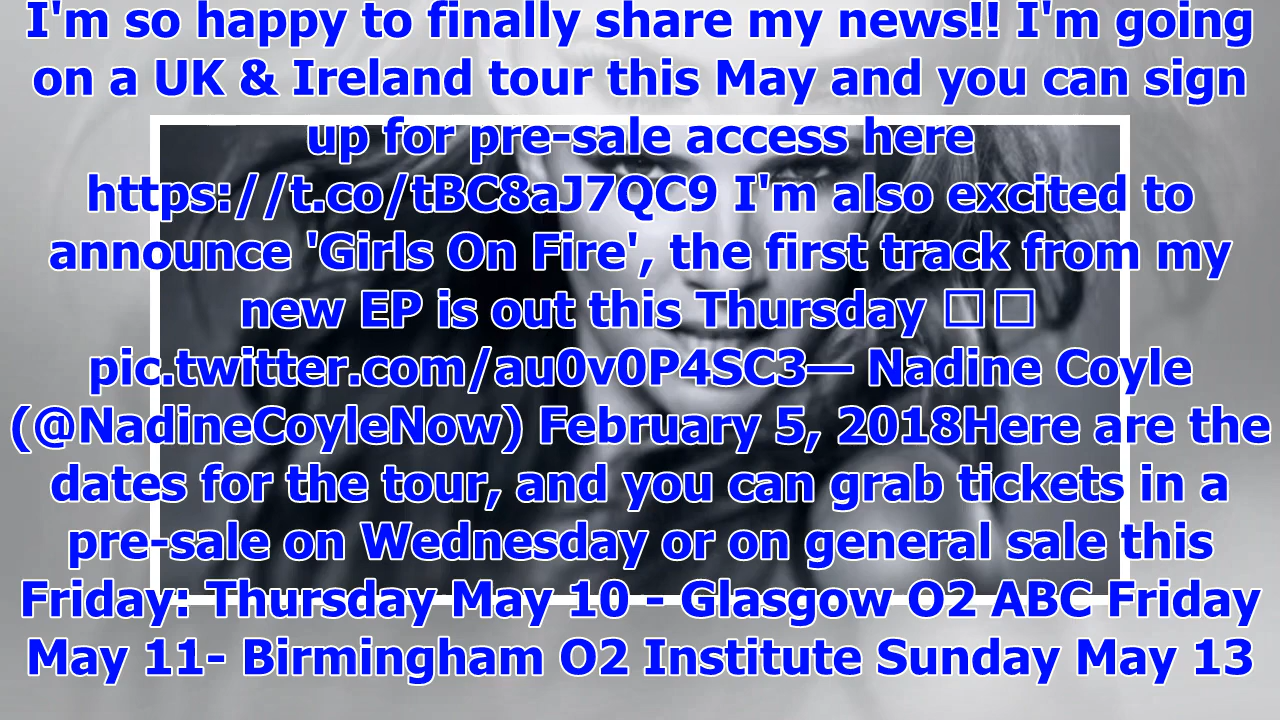 I'm so happy to finally share my news!! I'm going
on a UK & Ireland tour this May and you can sign
up for pre-sale access here
https://t.co/tBC8aJ7QC9 I'm also excited to
announce 'Girls On Fire', the first track from my
new EP is out this Thursday □□
pic.twitter.com/au0v0P4SC3— Nadine Coyle
(@NadineCoyleNow) February 5, 2018Here are the
dates for the tour, and you can grab tickets in a
pre-sale on Wednesday or on general sale this
Friday: Thursday May 10 - Glasgow O2 ABC Friday
May 11- Birmingham O2 Institute Sunday May 13